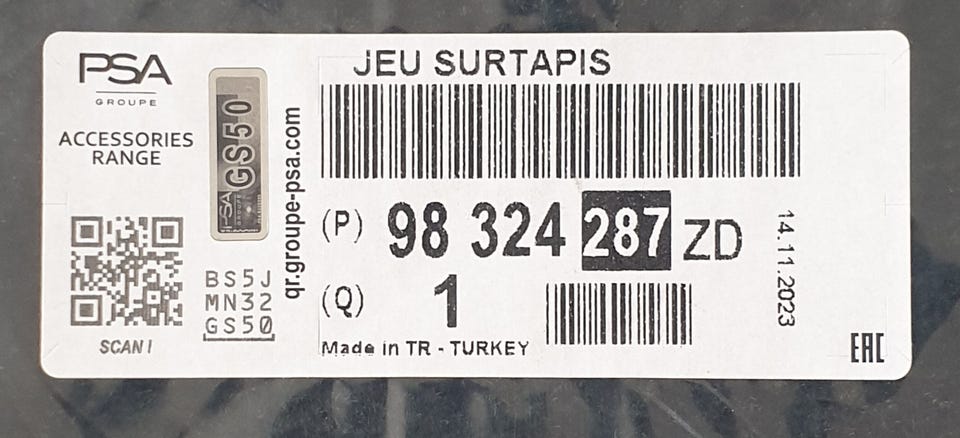 PSA
GROUPE
ACCESSORIES
RANGE
SCAN !
PSA
GS50
BS5J
MN32
GS50
qr.groupe-psa.com
JEU SURTAPIS
(P) 98 324 287 ZD
(Q) 1
Made in TR - TURKEY
14.11.2023
EAC